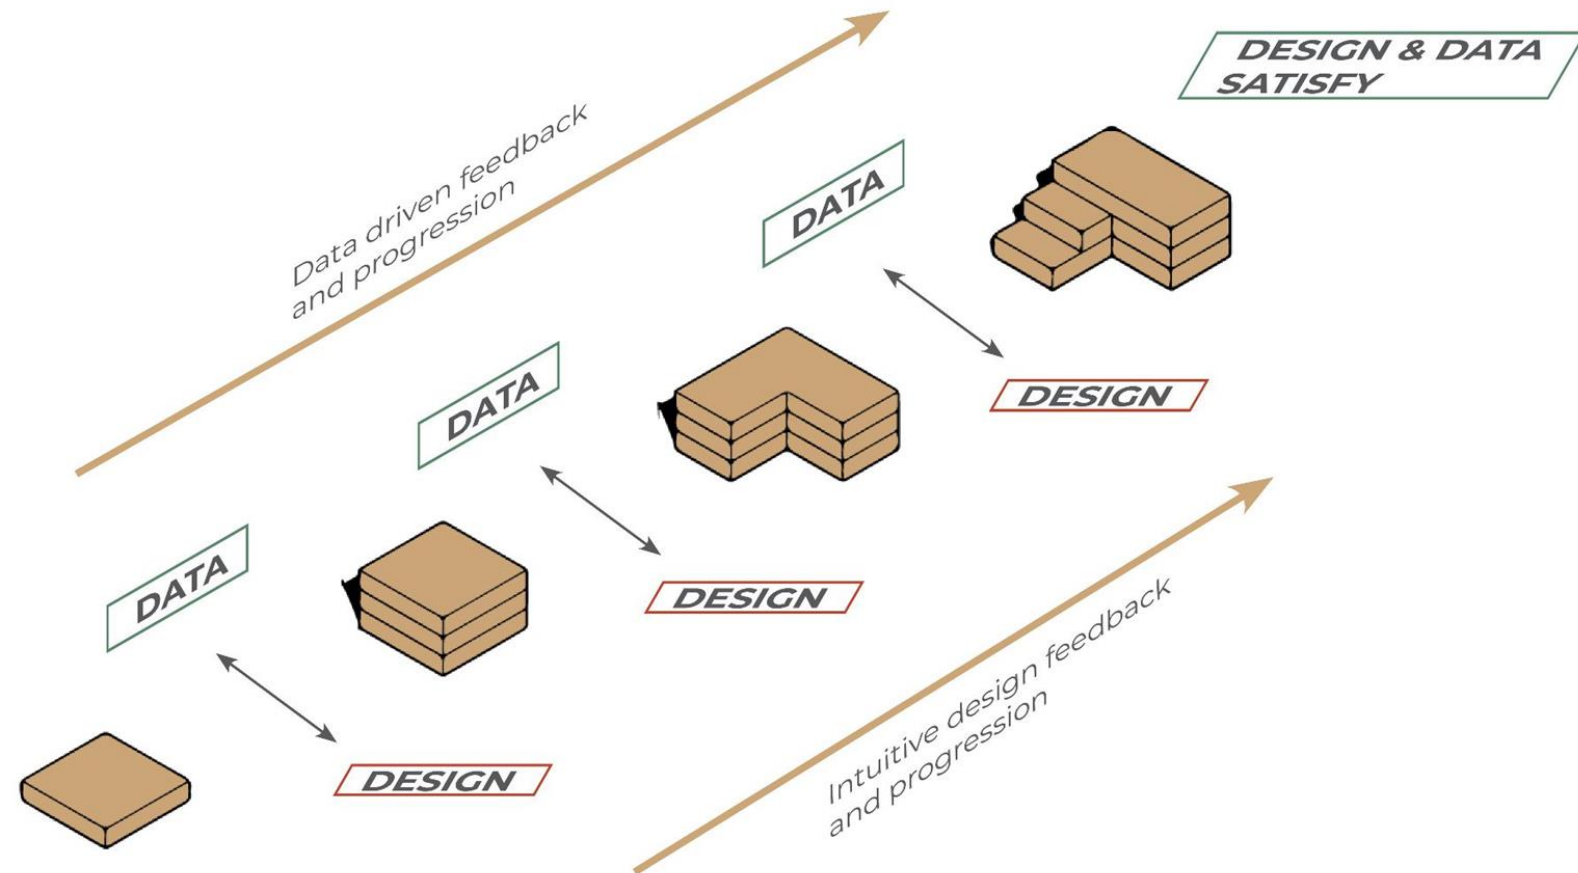 DESIGN & DATA
SATISFY
Data driven feedback
and progression
DATA
DATA
DESIGN
DATA
DESIGN
DESIGN
Intuitive design feedback
and progression